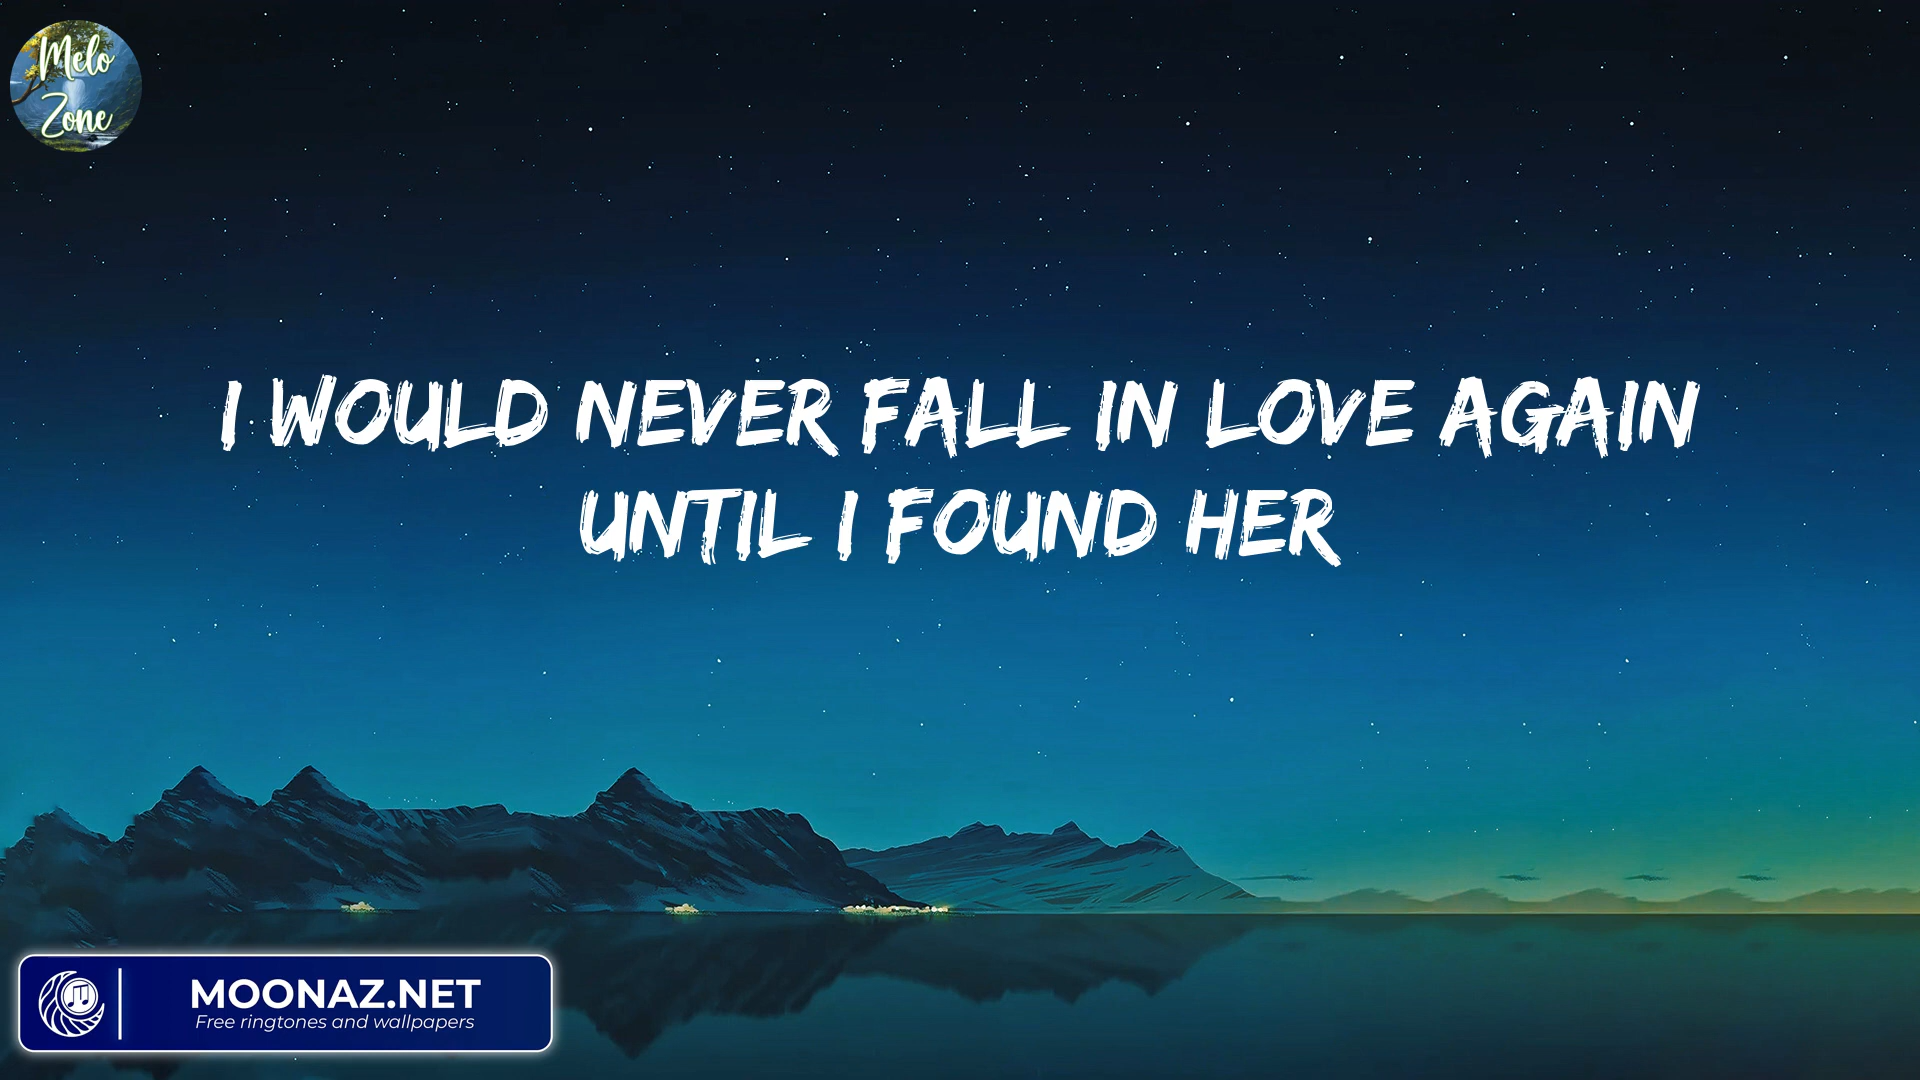 Melo
Zone
I WOULD NEVER FALL IN LOVE AGAIN
UNTIL I FOUND HER
MOONAZ.NET
Free ringtones and wallpapers